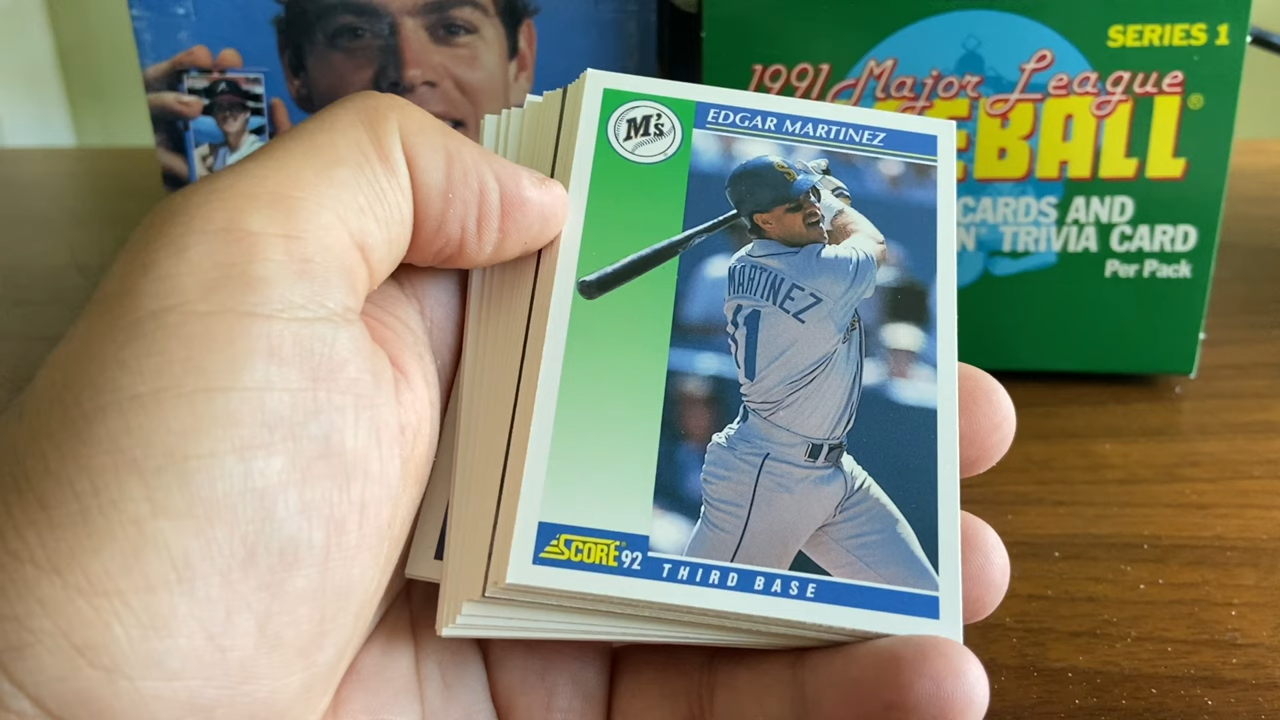 SERIES 1
1991 Major League
EBALL®
CARDS AND
N® TRIVIA CARD
Per Pack
M's
EDGAR MARTINEZ
S
MARTINEZ
11
SCORE® 92
THIRD BASE